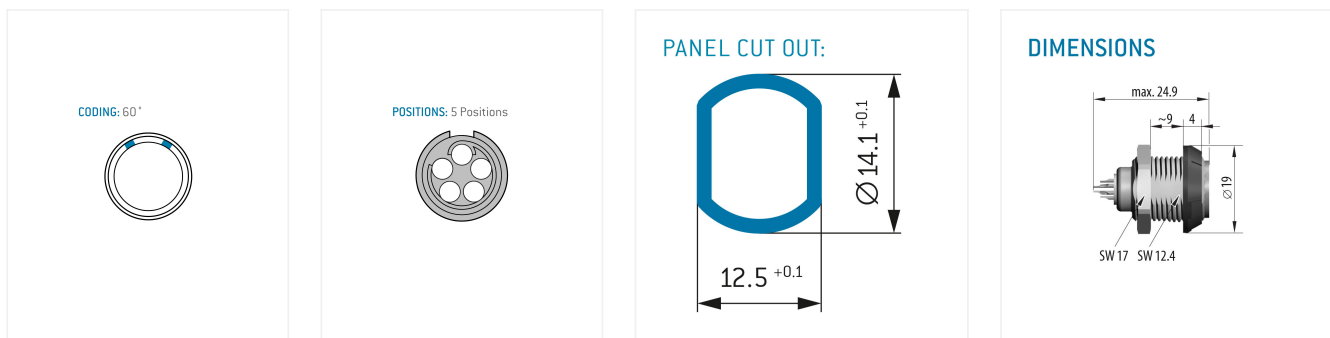 CODING: 60°
POSITIONS: 5 Positions
PANEL CUT OUT:
Ø14.1 +0.1
12.5 +0.1
DIMENSIONS
max. 24.9
~9 4
Ø19
SW 17 SW 12.4